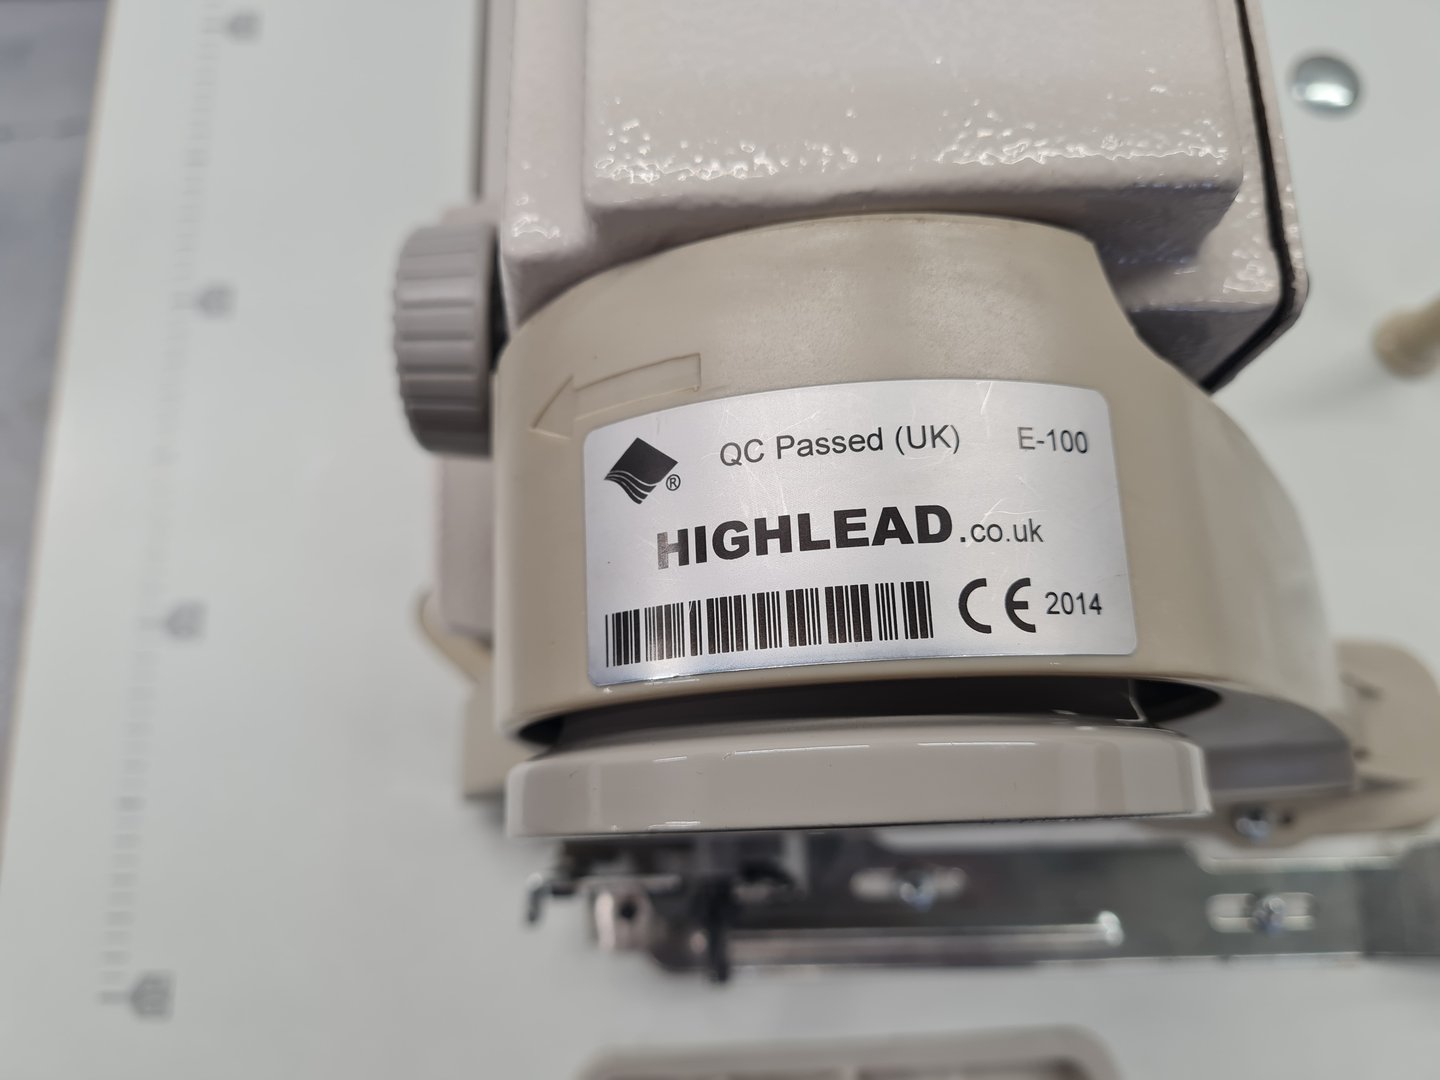 QC Passed (UK) E-100
®
HIGHLEAD.co.uk
CE 2014